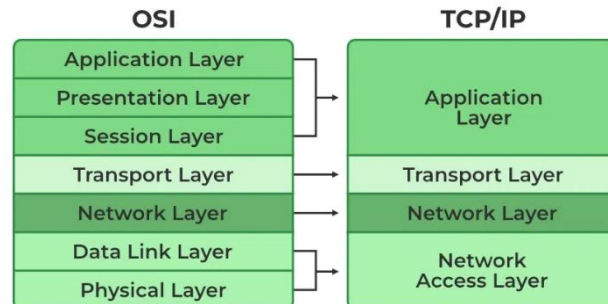 OSI
Application Layer
Presentation Layer
Session Layer
Transport Layer
Network Layer
Data Link Layer
Physical Layer
TCP/IP
Application
Layer
Transport Layer
Network Layer
Network
Access Layer